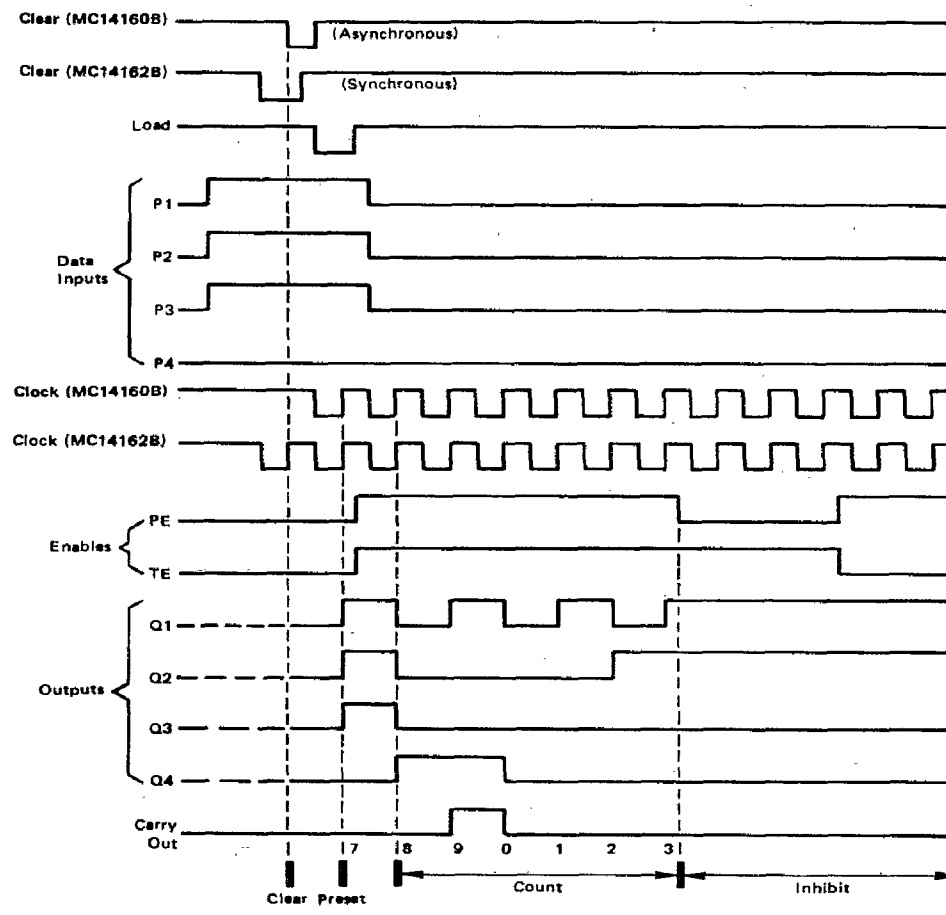 Clear (MC14160B)
(Asynchronous)
Clear (MC14162B)
(Synchronous)
Load
P1
P2
Data
Inputs
P3
P4
Clock (MC14160B)
Clock (MC14162B)
PE
Enables
TE
Q1
Q2
Outputs
Q3
Q4
Carry
Out
7 8 9 0 1 2 3
Clear Preset Count Inhibit